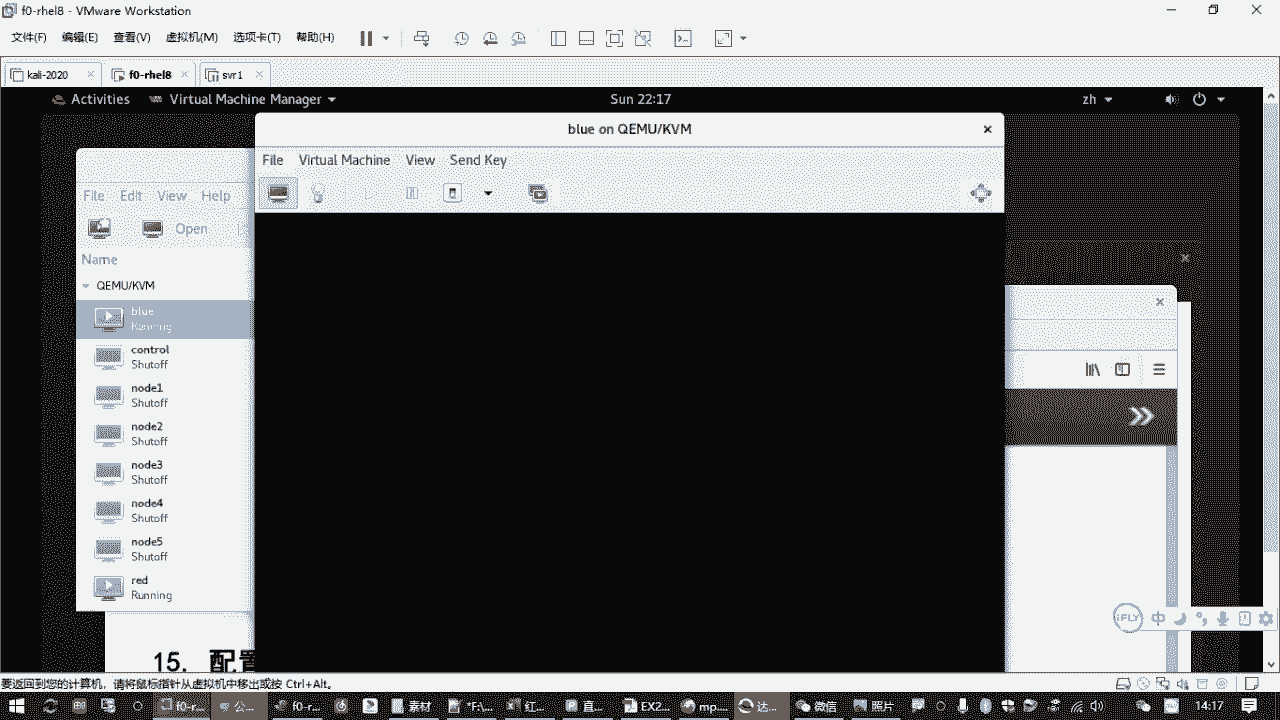 f0-rhel8 - VMware Workstation
文件(F) 编辑(E) 查看(V) 虚拟机(M) 选项卡(T) 帮助(H)
kali-2020 f0-rhel8 svr1
Activities Virtual Machine Manager Sun 22:17 zh
blue on QEMU/KVM
File Virtual Machine View Send Key
File Edit View Help
Open
Name
QEMU/KVM
blue
Running
control
Shutoff
node1
Shutoff
node2
Shutoff
node3
Shutoff
node4
Shutoff
node5
Shutoff
red
Running
15. 配置
iFLY 中
要返回到您的计算机，请将鼠标指针从虚拟机中移出或按 Ctrl+Alt。
f0-r... 公... f0-r... 素材 F:\... 红... 直... EX2... mp... 达... 微信 照片 14:17